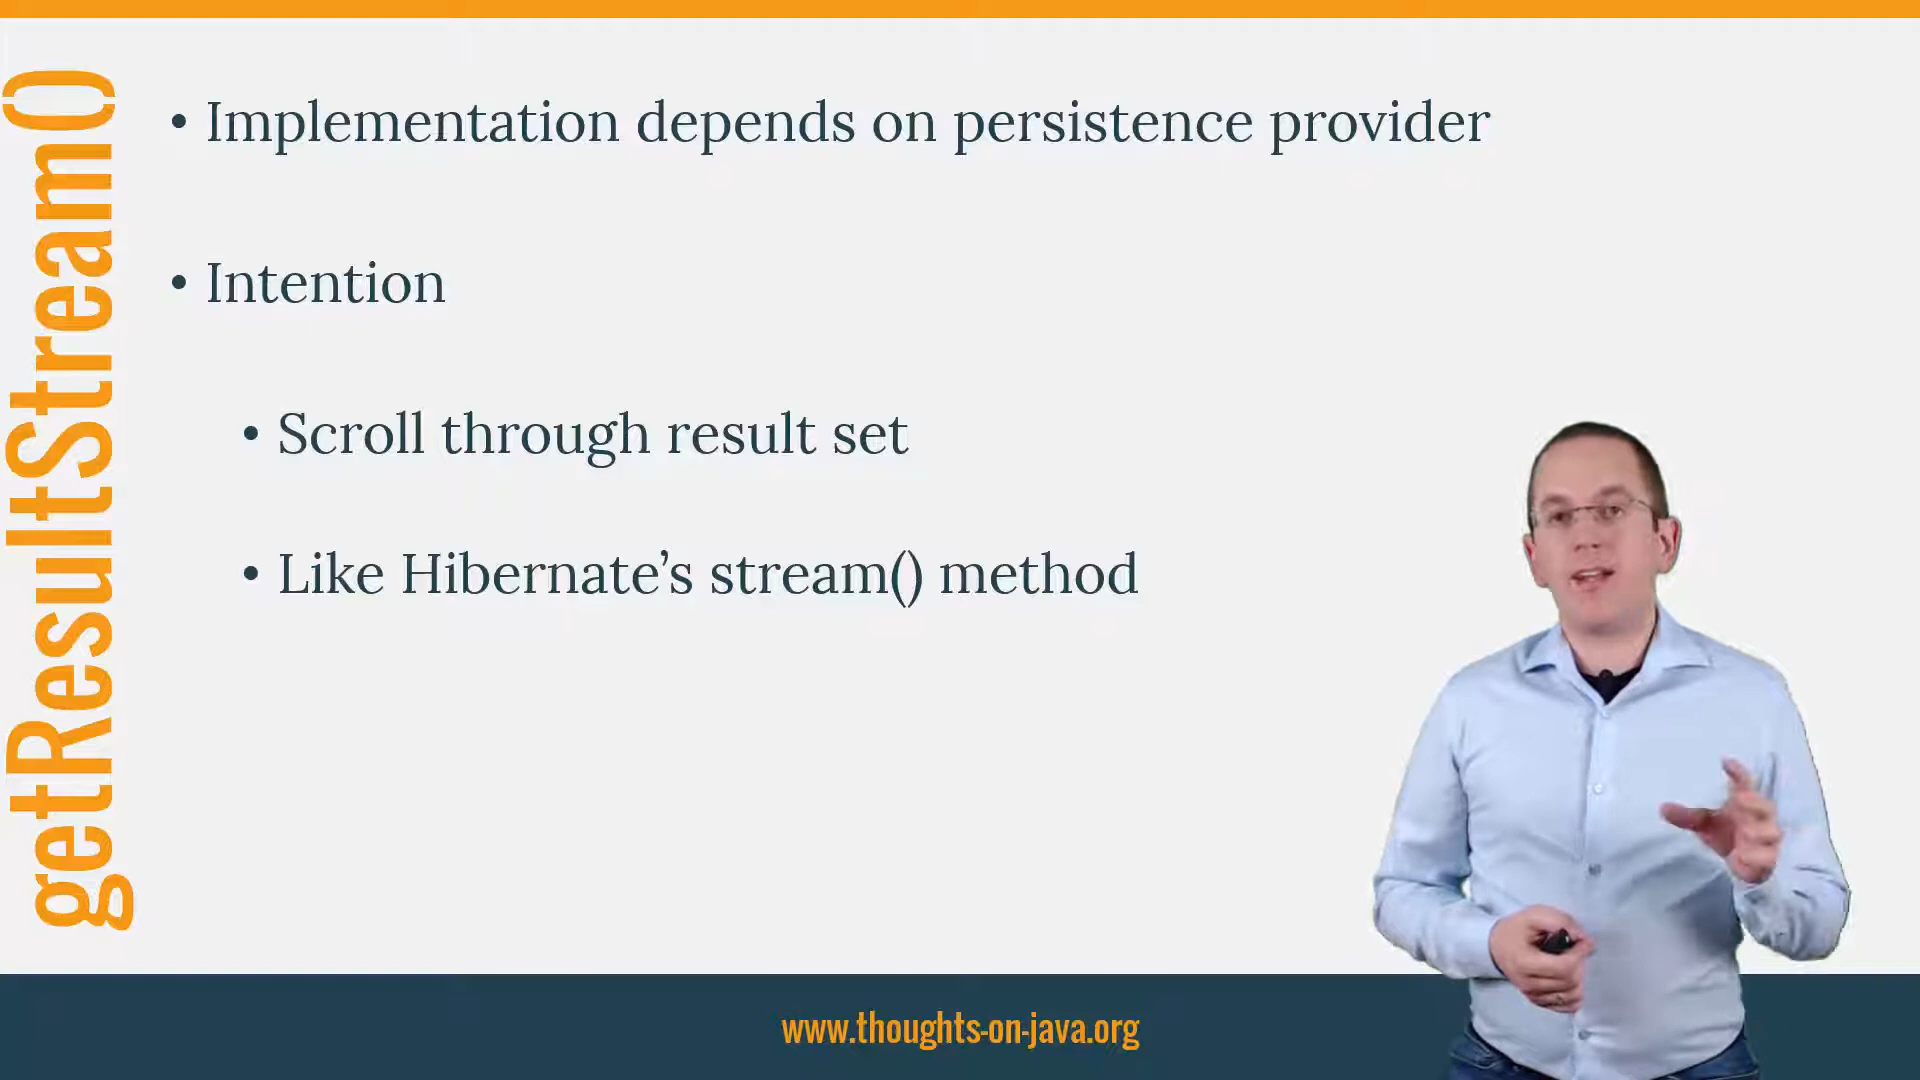 getResultStream()
• Implementation depends on persistence provider
• Intention
• Scroll through result set
• Like Hibernate’s stream() method
www.thoughts-on-java.org